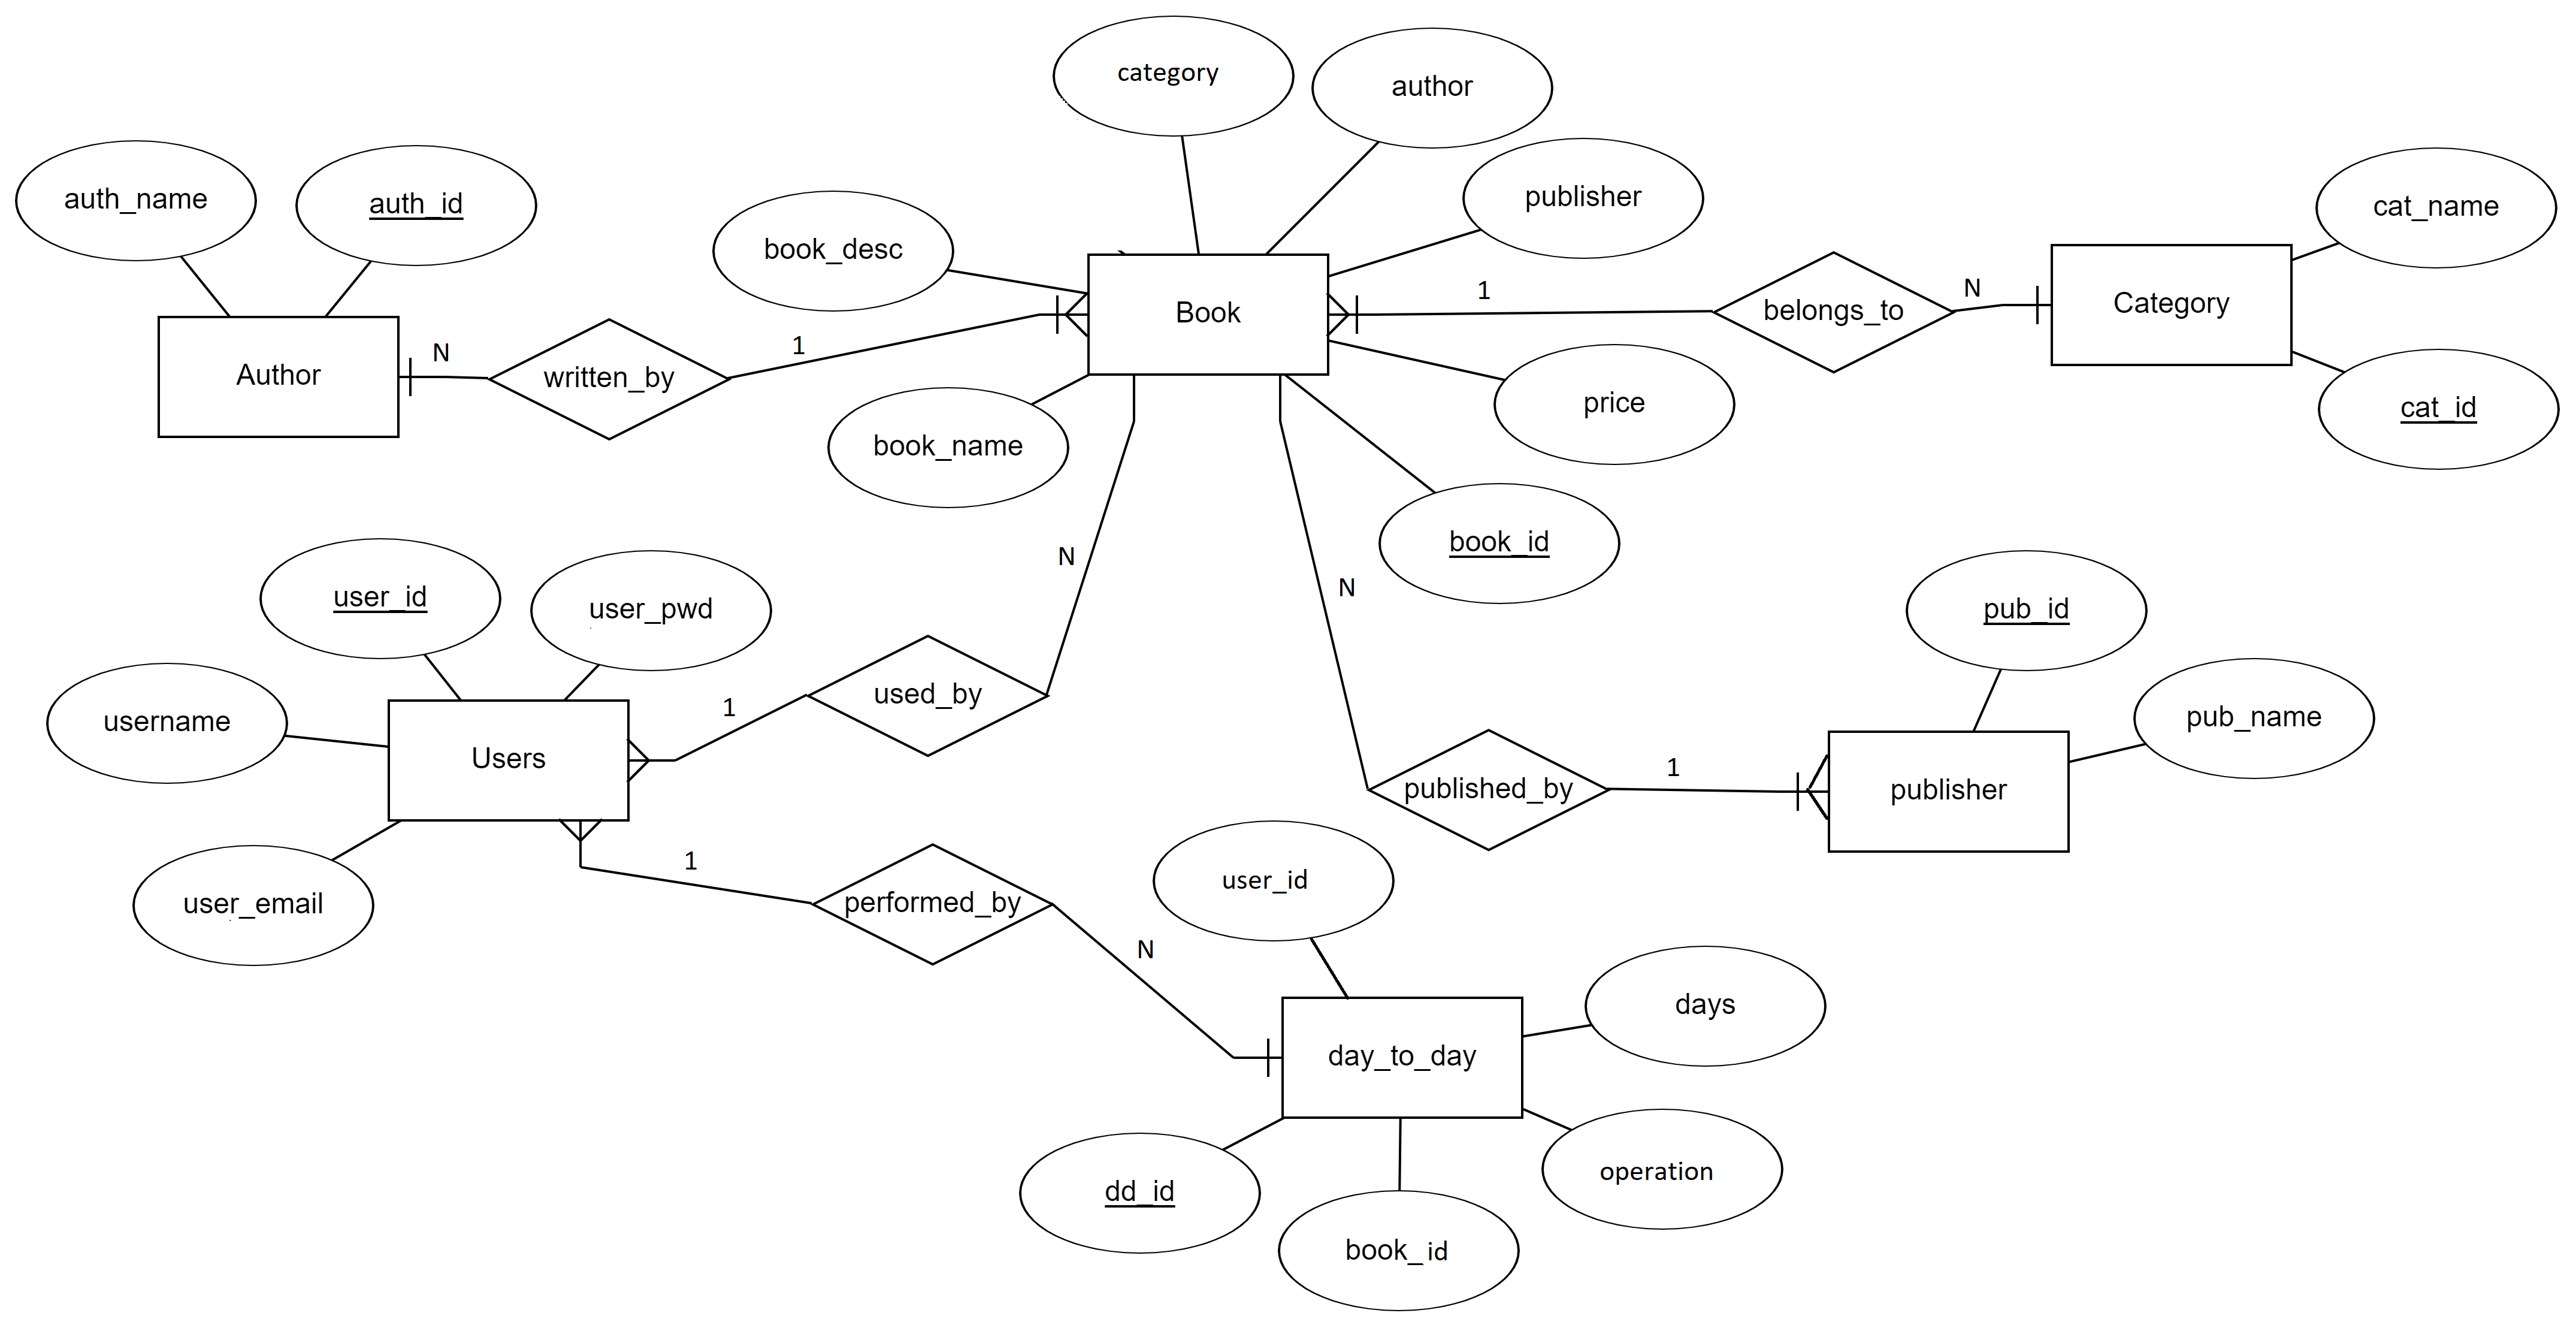 category
author
auth_name
auth_id
publisher
cat_name
book_desc
Book
1
belongs_to
N
Category
Author
N
written_by
1
price
cat_id
book_name
book_id
N
N
user_id
user_pwd
pub_id
username
Users
1
used_by
pub_name
published_by
1
publisher
user_email
1
performed_by
N
user_id
days
day_to_day
operation
dd_id
book_id